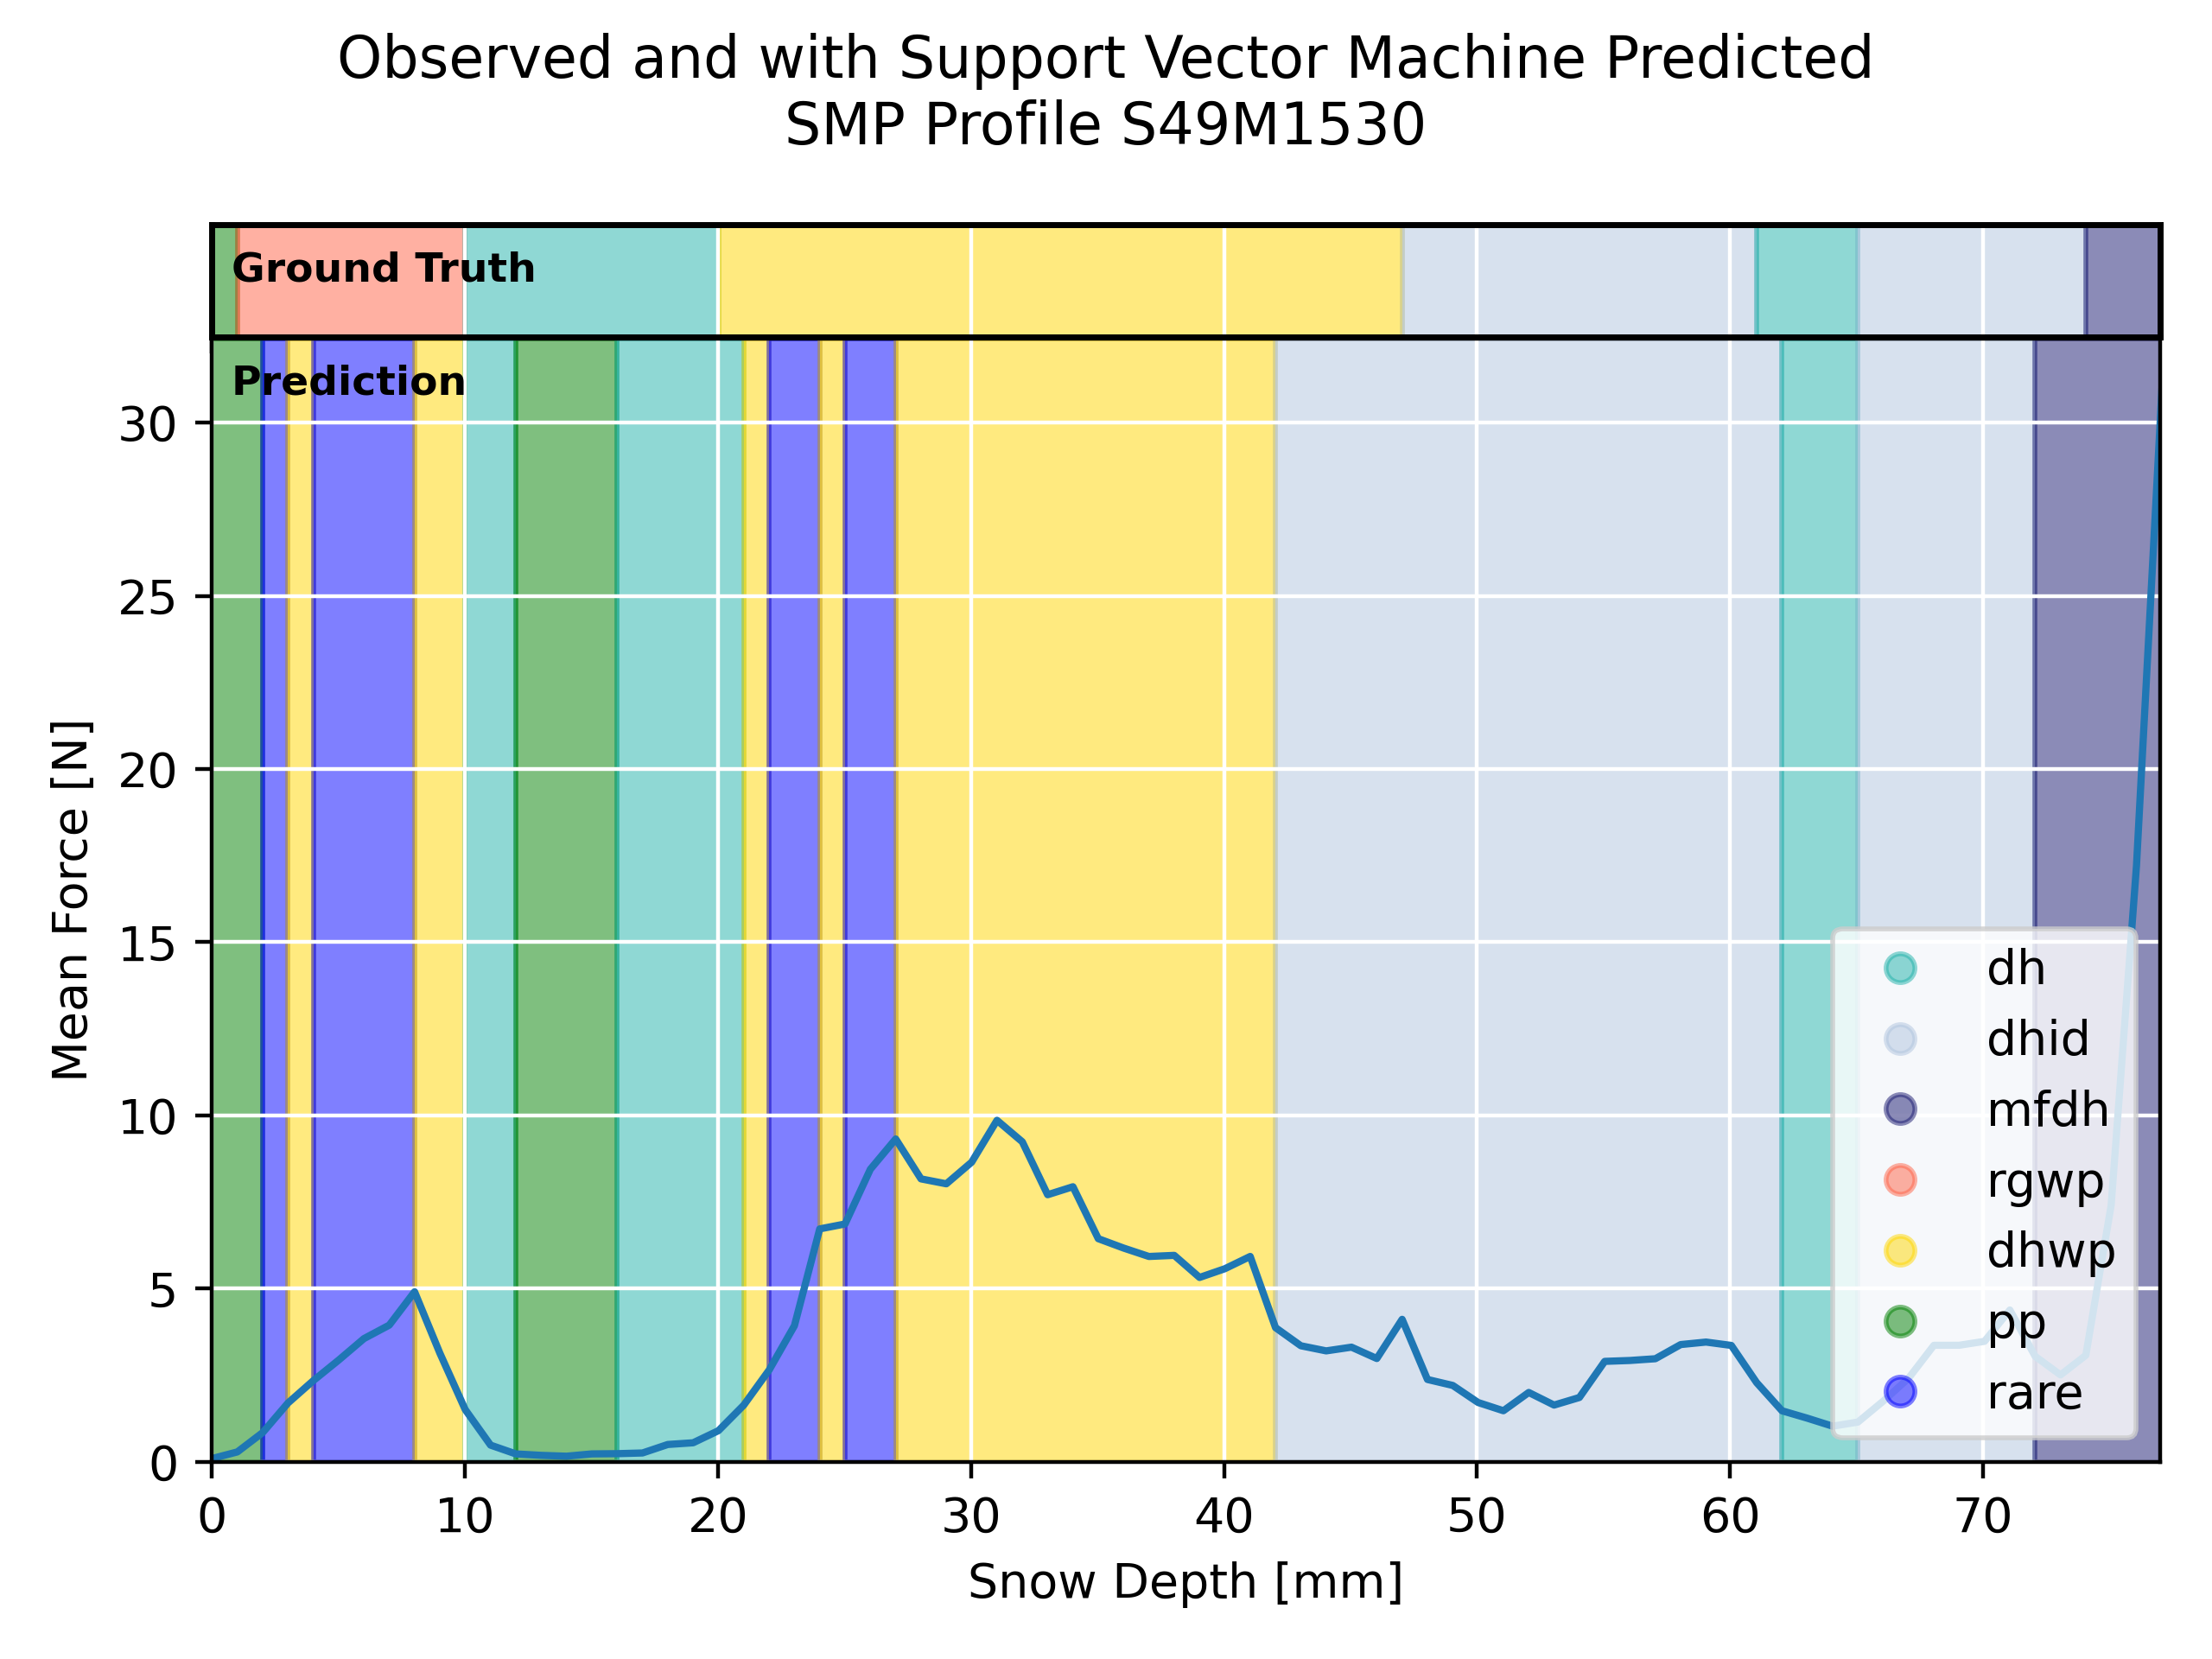 Observed and with Support Vector Machine Predicted
SMP Profile S49M1530
Ground Truth
Prediction
30
25
20
15
10
5
0
Mean Force [N]
dh
dhid
mfdh
rgwp
dhwp
pp
rare
0 10 20 30 40 50 60 70
Snow Depth [mm]